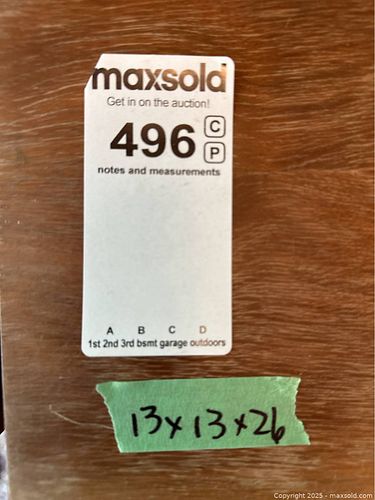 maxsold
Get in on the auction!
496 C
P
notes and measurements
A B C D
1st 2nd 3rd bsmt garage outdoors
13x13x26
Copyright 2025 - maxsold.com